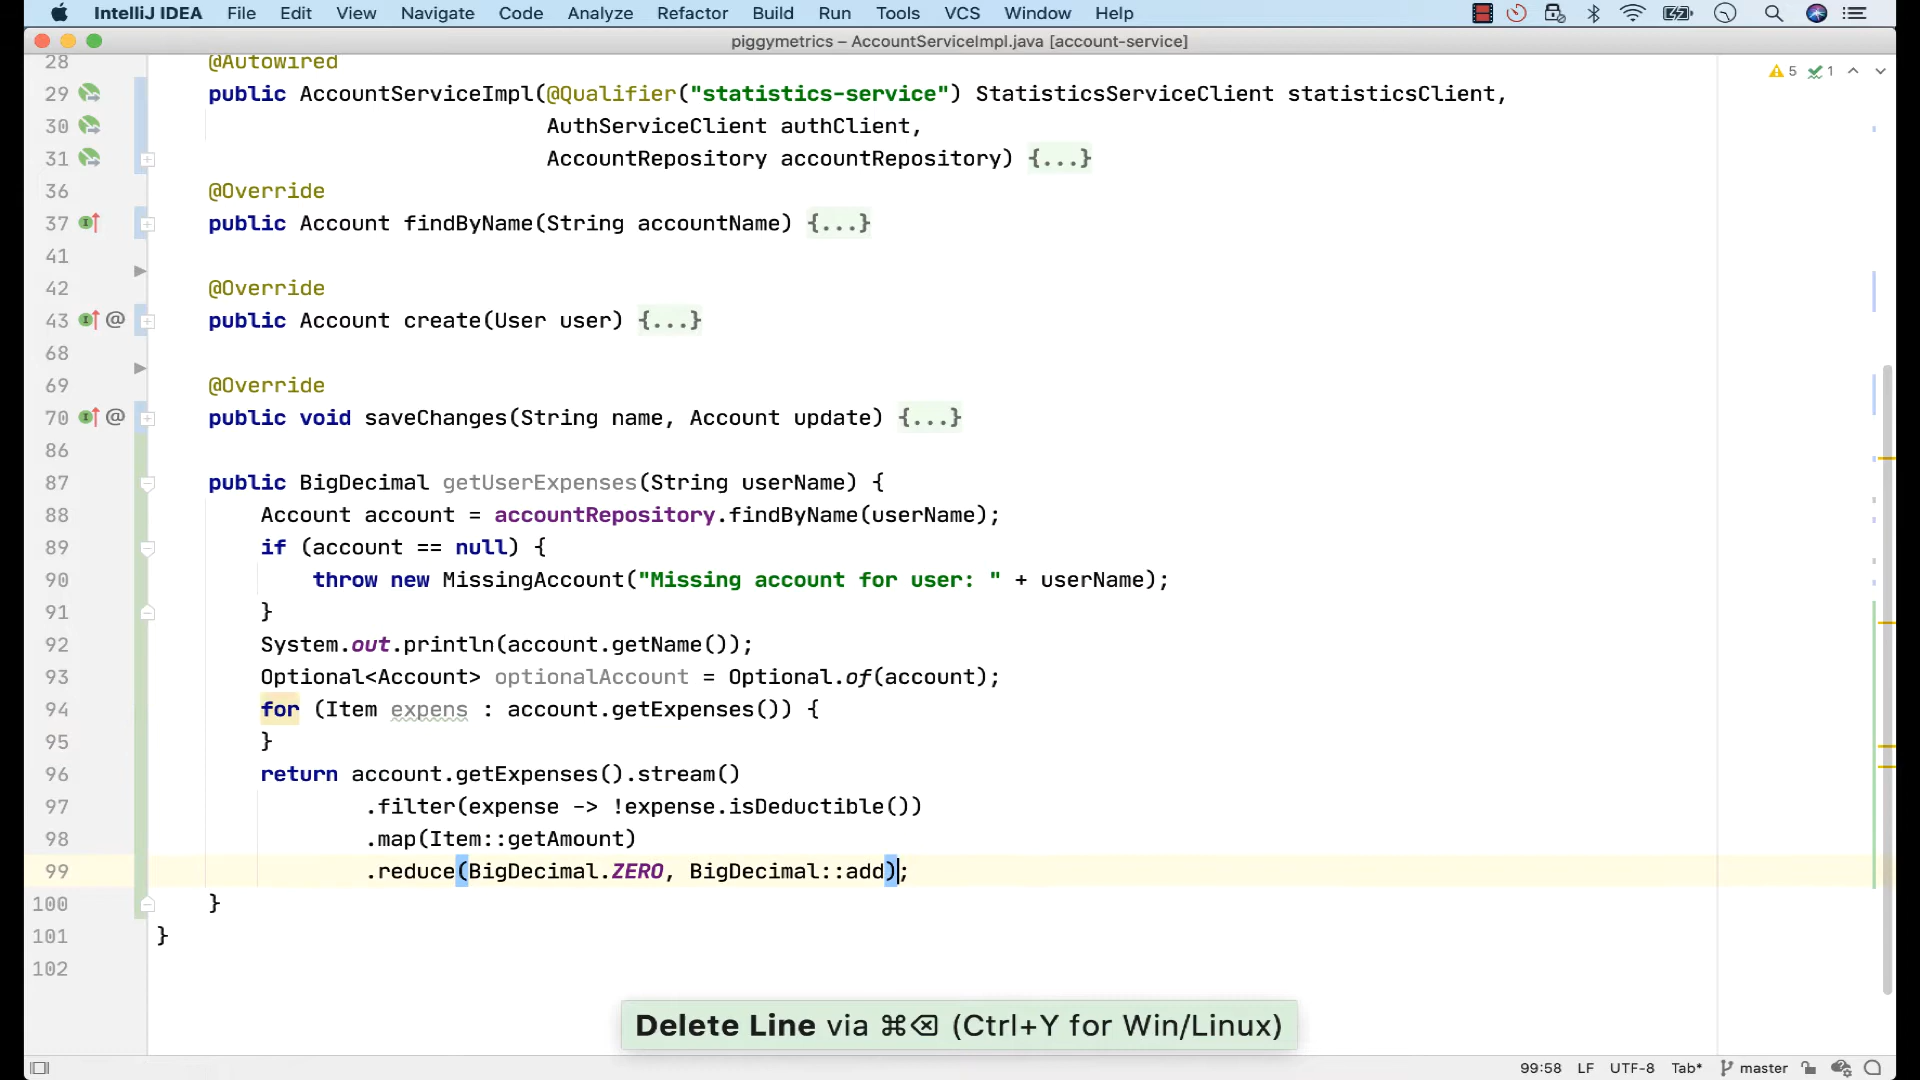 IntelliJ IDEA File Edit View Navigate Code Analyze Refactor Build Run Tools VCS Window Help
piggymetrics – AccountServiceImpl.java [account-service]
28 @Autowired
5 1
29 public AccountServiceImpl(@Qualifier("statistics-service") StatisticsServiceClient statisticsClient,
30 AuthServiceClient authClient,
31 AccountRepository accountRepository) {...}
36 @Override
37 public Account findByName(String accountName) {...}
41
42 @Override
43 @ public Account create(User user) {...}
68
69 @Override
70 @ public void saveChanges(String name, Account update) {...}
86
87 public BigDecimal getUserExpenses(String userName) {
88 Account account = accountRepository.findByName(userName);
89 if (account == null) {
90 throw new MissingAccount("Missing account for user: " + userName);
91 }
92 System.out.println(account.getName());
93 Optional<Account> optionalAccount = Optional.of(account);
94 for (Item expens : account.getExpenses()) {
95 }
96 return account.getExpenses().stream()
97 .filter(expense -> !expense.isDeductible())
98 .map(Item::getAmount)
99 .reduce(BigDecimal.ZERO, BigDecimal::add);
100 }
101 }
102
Delete Line via ⌘⌫ (Ctrl+Y for Win/Linux)
99:58 LF UTF-8 Tab* master